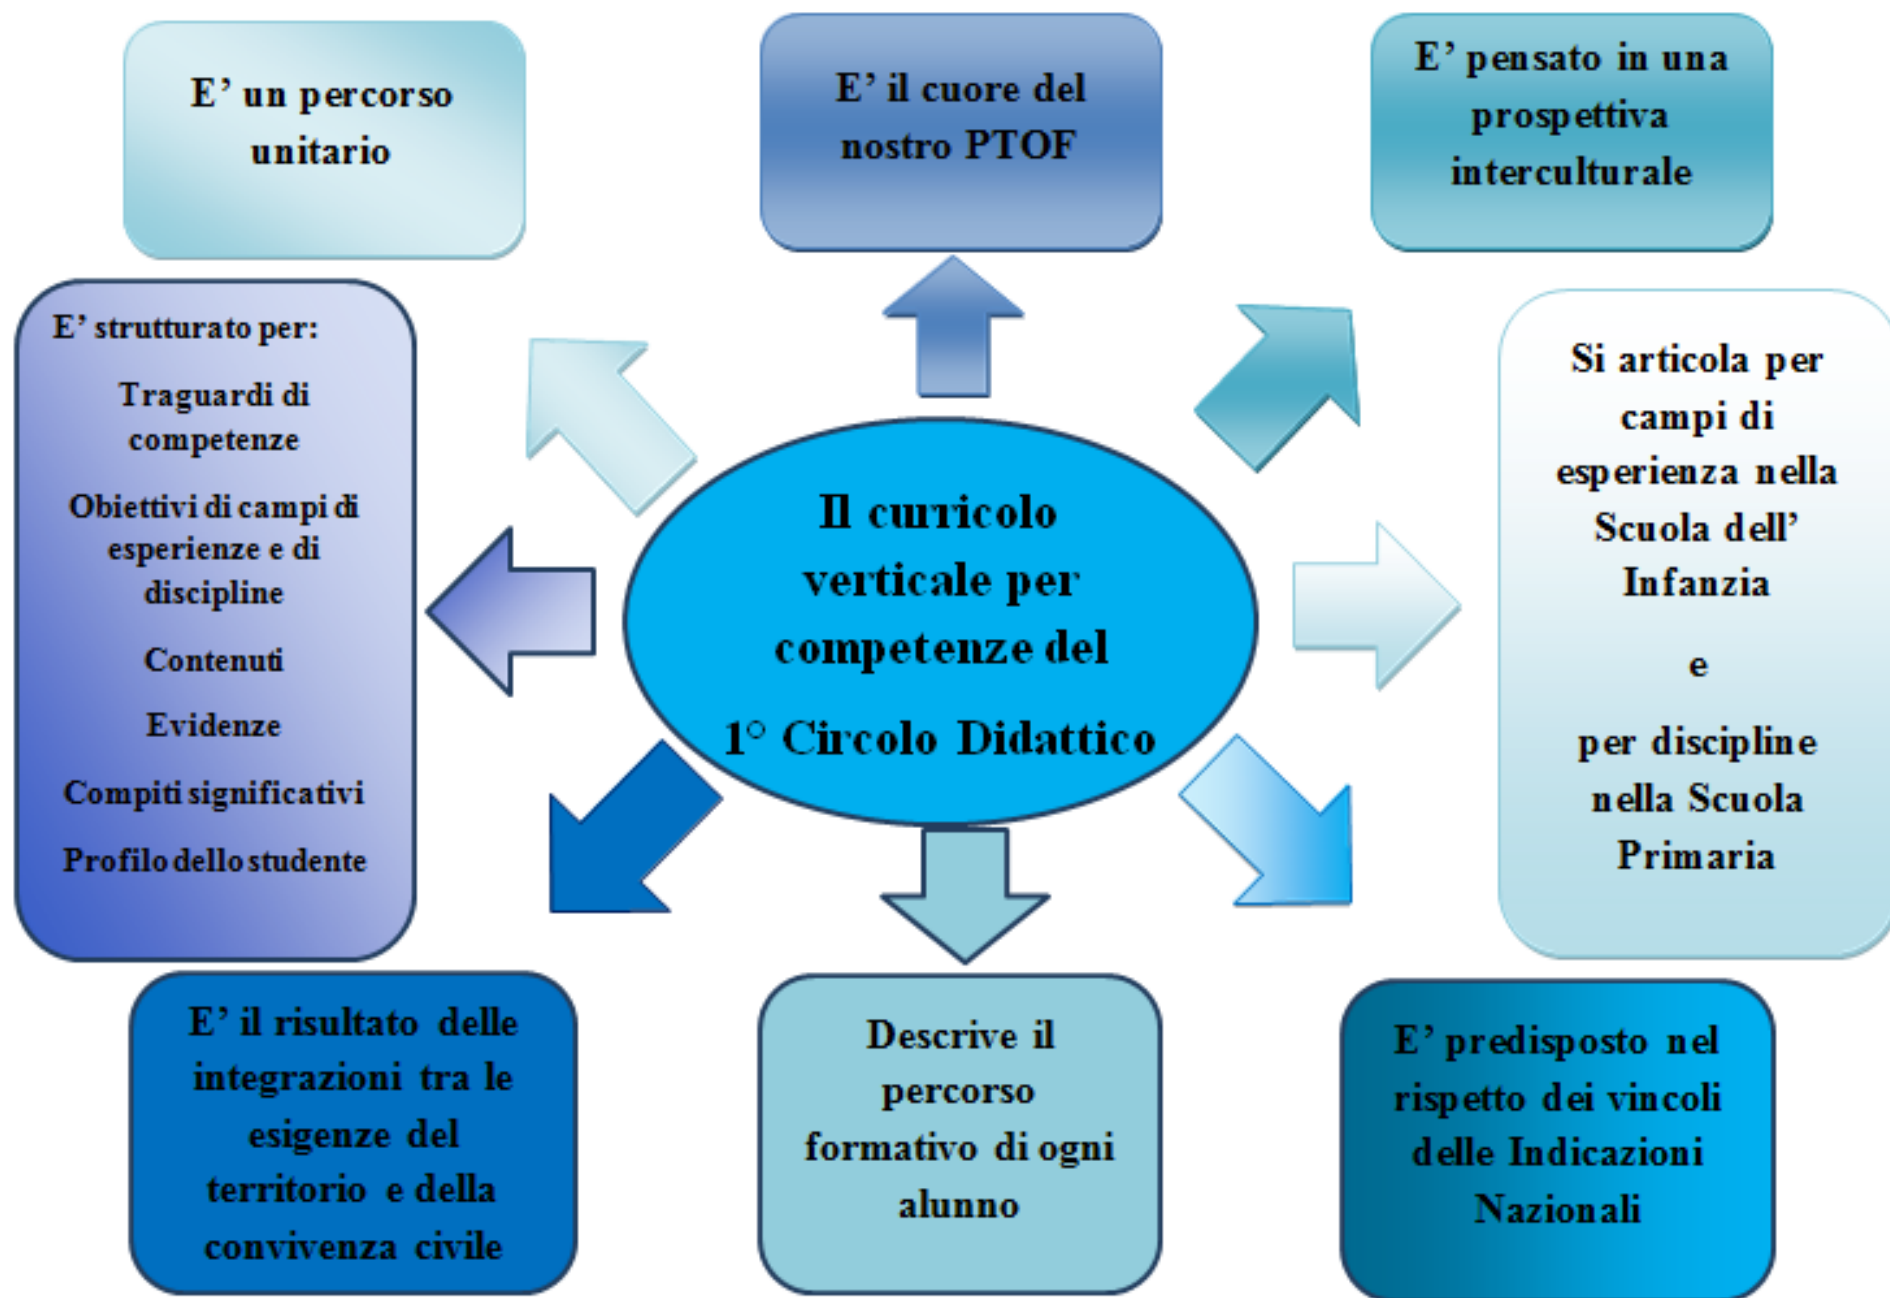 E’ un percorso
unitario
E’ il cuore del
nostro PTOF
E’ pensato in una
prospettiva
interculturale
E’ strutturato per:
Traguardi di
competenze
Obiettivi di campi di
esperienze e di
discipline
Contenuti
Evidenze
Compiti significativi
Profilo dello studente
Il curricolo
verticale per
competenze del
1° Circolo Didattico
Si articola per
campi di
esperienza nella
Scuola dell’
Infanzia
e
per discipline
nella Scuola
Primaria
E’ il risultato delle
integrazioni tra le
esigenze del
territorio e della
convivenza civile
Descrive il
percorso
formativo di ogni
alunno
E’ predisposto nel
rispetto dei vincoli
delle Indicazioni
Nazionali